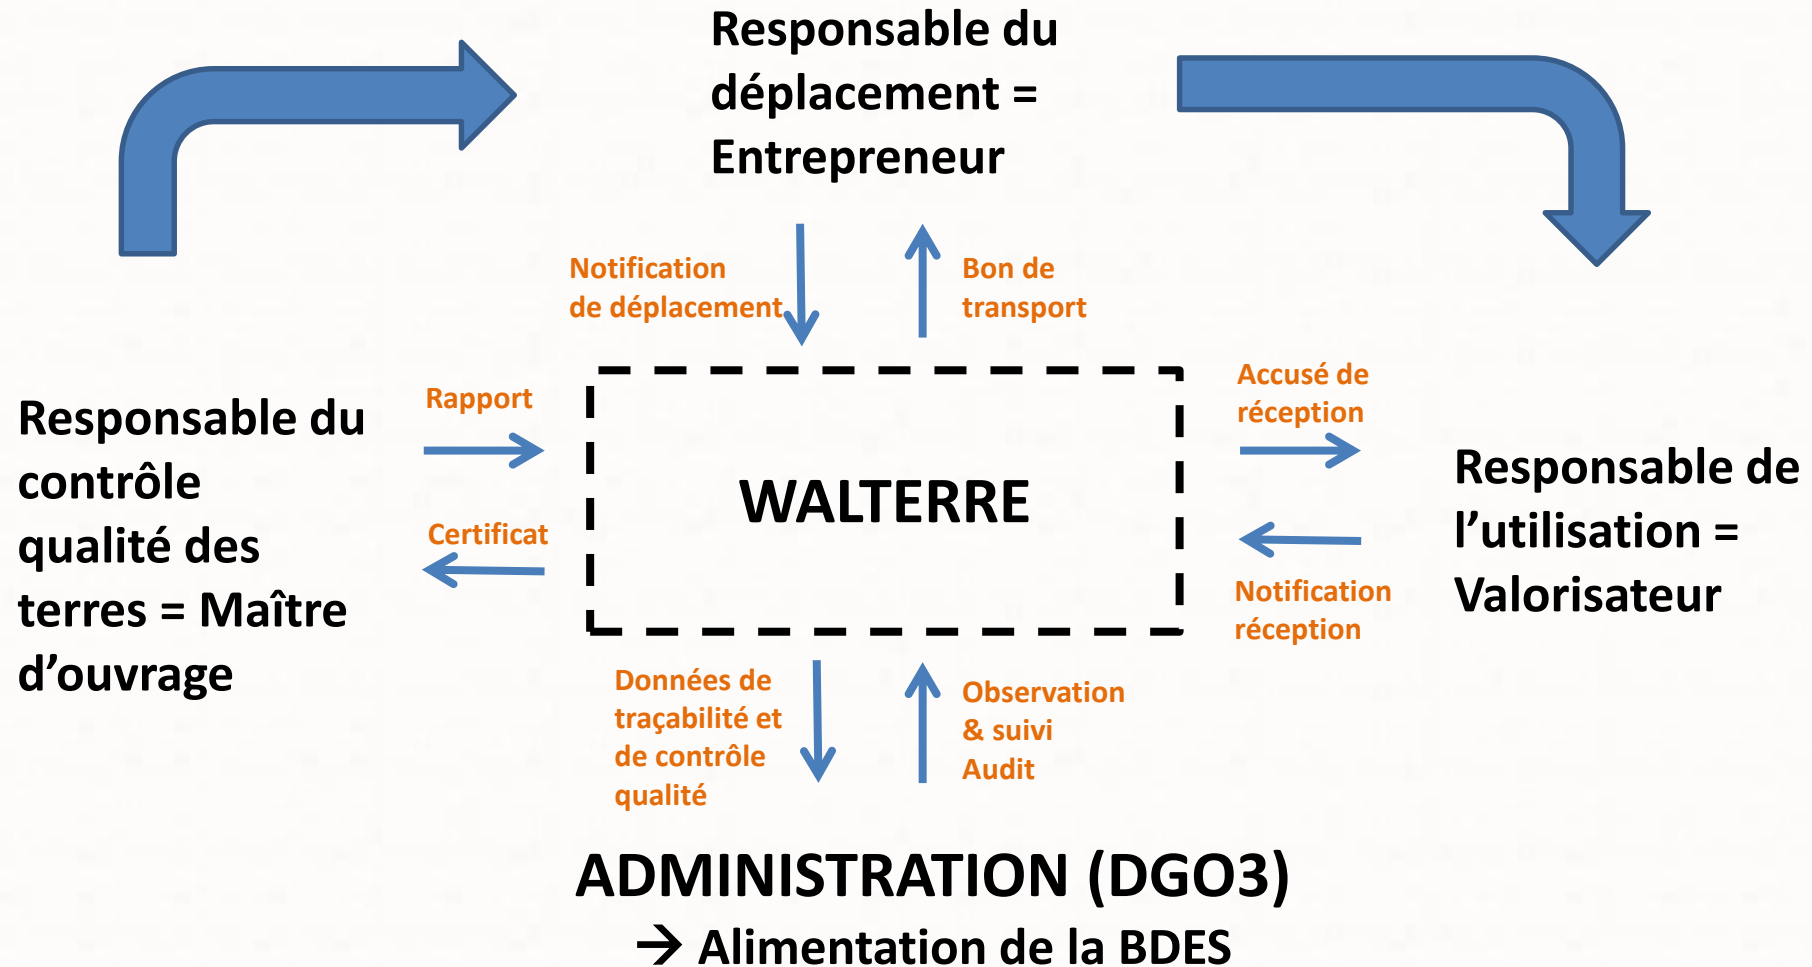 Responsable du
déplacement =
Entrepreneur
Notification
de déplacement
Bon de
transport
Responsable du
contrôle
qualité des
terres = Maître
d’ouvrage
Rapport
Certificat
WALTERRE
Accusé de
réception
Notification
réception
Responsable de
l’utilisation =
Valorisateur
Données de
traçabilité et
de contrôle
qualité
Observation
& suivi
Audit
ADMINISTRATION (DGO3)
→ Alimentation de la BDES